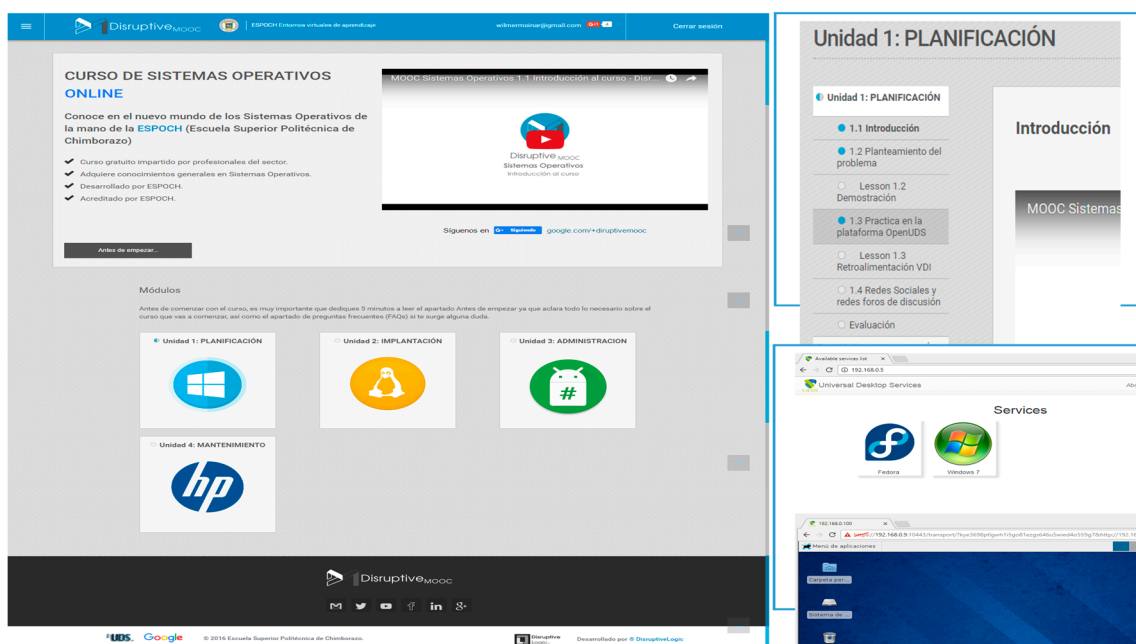 DisruptiveMOOC
ESPOCH Entornos virtuales de aprendizaje
wilmermoinar@gmail.com
Cerrar sesión
CURSO DE SISTEMAS OPERATIVOS
ONLINE
Conoce en el nuevo mundo de los Sistemas Operativos de
la mano de la ESPOCH (Escuela Superior Politécnica de
Chimborazo)
Curso gratuito impartido por profesionales del sector.
Adquiere conocimientos generales en Sistemas Operativos.
Desarrollado por ESPOCH.
Acreditado por ESPOCH.
Antes de empezar...
MOOC Sistemas Operativos 1.1 Introducción al curso - Disr...
Disruptive MOOC
Sistemas Operativos
Introducción al curso
Síguenos en G+ Siguiendo google.com/+diruptivemooc
Módulos
Antes de comenzar con el curso, es muy importante que dediques 5 minutos a leer el apartado Antes de empezar ya que aclara todo lo necesario sobre el
curso que vas a comenzar, así como el apartado de preguntas frecuentes (FAQs) si te surge alguna duda.
Unidad 1: PLANIFICACIÓN
Unidad 2: IMPLANTACIÓN
Unidad 3: ADMINISTRACION
#
Unidad 4: MANTENIMIENTO
hp
DisruptiveMOOC
UDS
Google
© 2016 Escuela Superior Politécnica de Chimborazo.
Disruptive
Logic
Desarrollado por ® DisruptiveLogic
Unidad 1: PLANIFICACIÓN
Unidad 1: PLANIFICACIÓN
1.1 Introducción
1.2 Planteamiento del
problema
Lesson 1.2
Demostración
1.3 Practica en la
plataforma OpenUDS
Lesson 1.3
Retroalimentación VDI
1.4 Redes Sociales y
redes foros de discusión
Evaluación
Introducción
MOOC Sistemas
Available services list
192.168.0.5
Universal Desktop Services
Abo
Services
Fedora
Windows 7
192.168.0.100
Menú de aplicaciones
Carpeta per...
Sistema de ...